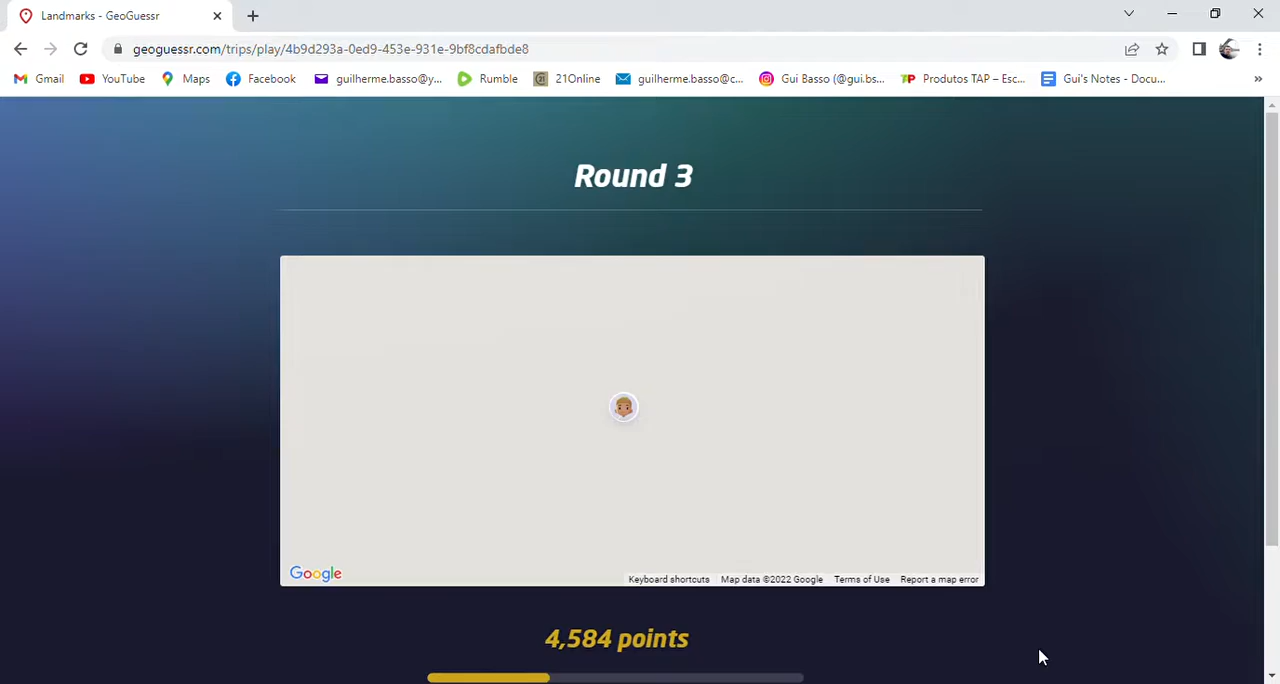 Landmarks - GeoGuessr
geoguessr.com/trips/play/4b9d293a-0ed9-453e-931e-9bf8cdafbde8
Gmail
YouTube
Maps
Facebook
guilherme.basso@y...
Rumble
21Online
guilherme.basso@c...
Gui Basso (@gui.bs...
TP Produtos TAP – Esc...
Gui's Notes - Docu...
»
Round 3
Google
Keyboard shortcuts
Map data ©2022 Google
Terms of Use
Report a map error
4,584 points